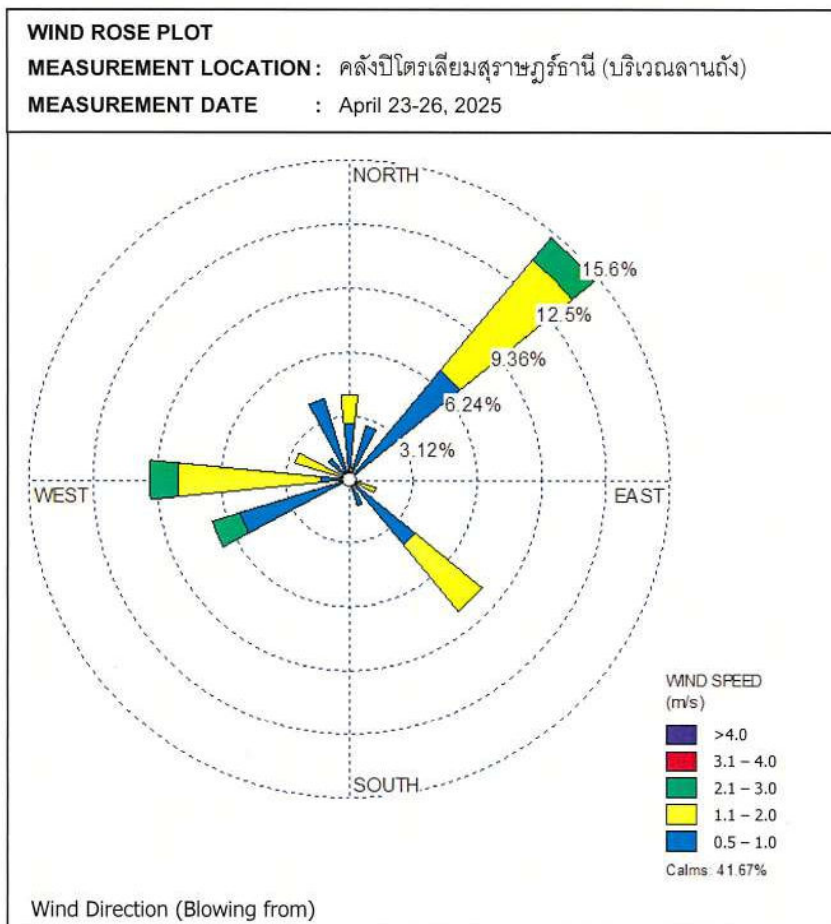 WIND ROSE PLOT
MEASUREMENT LOCATION : คลังปิโตรเลียมสุราษฎร์ธานี (บริเวณลานถัง)
MEASUREMENT DATE : April 23-26, 2025
NORTH
15.6%
12.5%
9.36%
6.24%
3.12%
WEST
EAST
SOUTH
WIND SPEED
(m/s)
>4.0
3.1 – 4.0
2.1 – 3.0
1.1 – 2.0
0.5 – 1.0
Calms: 41.67%
Wind Direction (Blowing from)